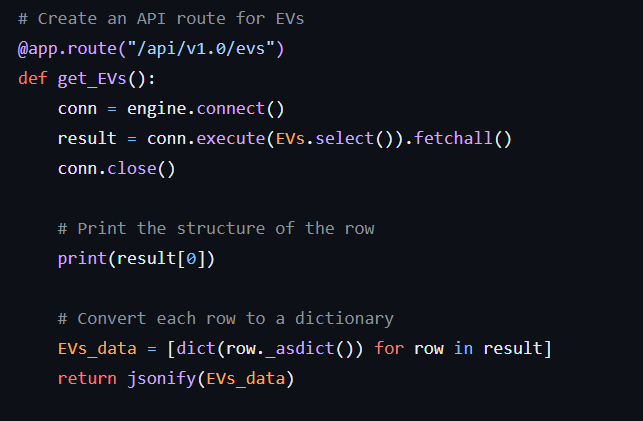 # Create an API route for EVs
@app.route("/api/v1.0/evs")
def get_EVs():
    conn = engine.connect()
    result = conn.execute(EVs.select()).fetchall()
    conn.close()

    # Print the structure of the row
    print(result[0])

    # Convert each row to a dictionary
    EVs_data = [dict(row._asdict()) for row in result]
    return jsonify(EVs_data)